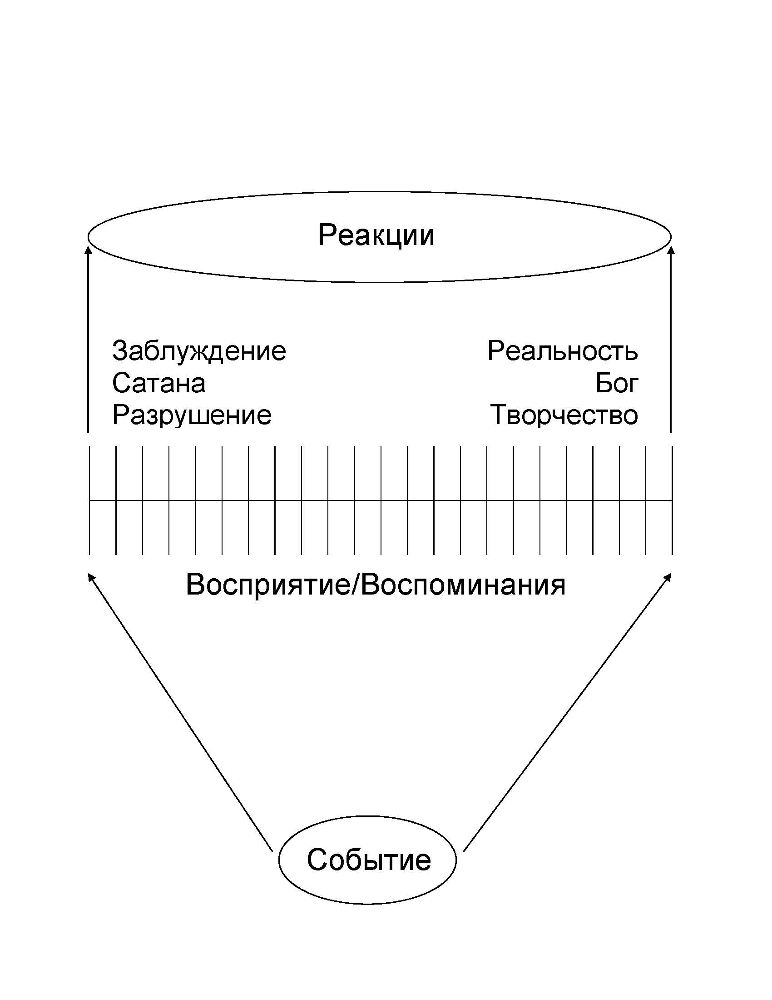 Реакции
Заблуждение
Сатана
Разрушение
Реальность
Бог
Творчество
Восприятие/Воспоминания
Событие